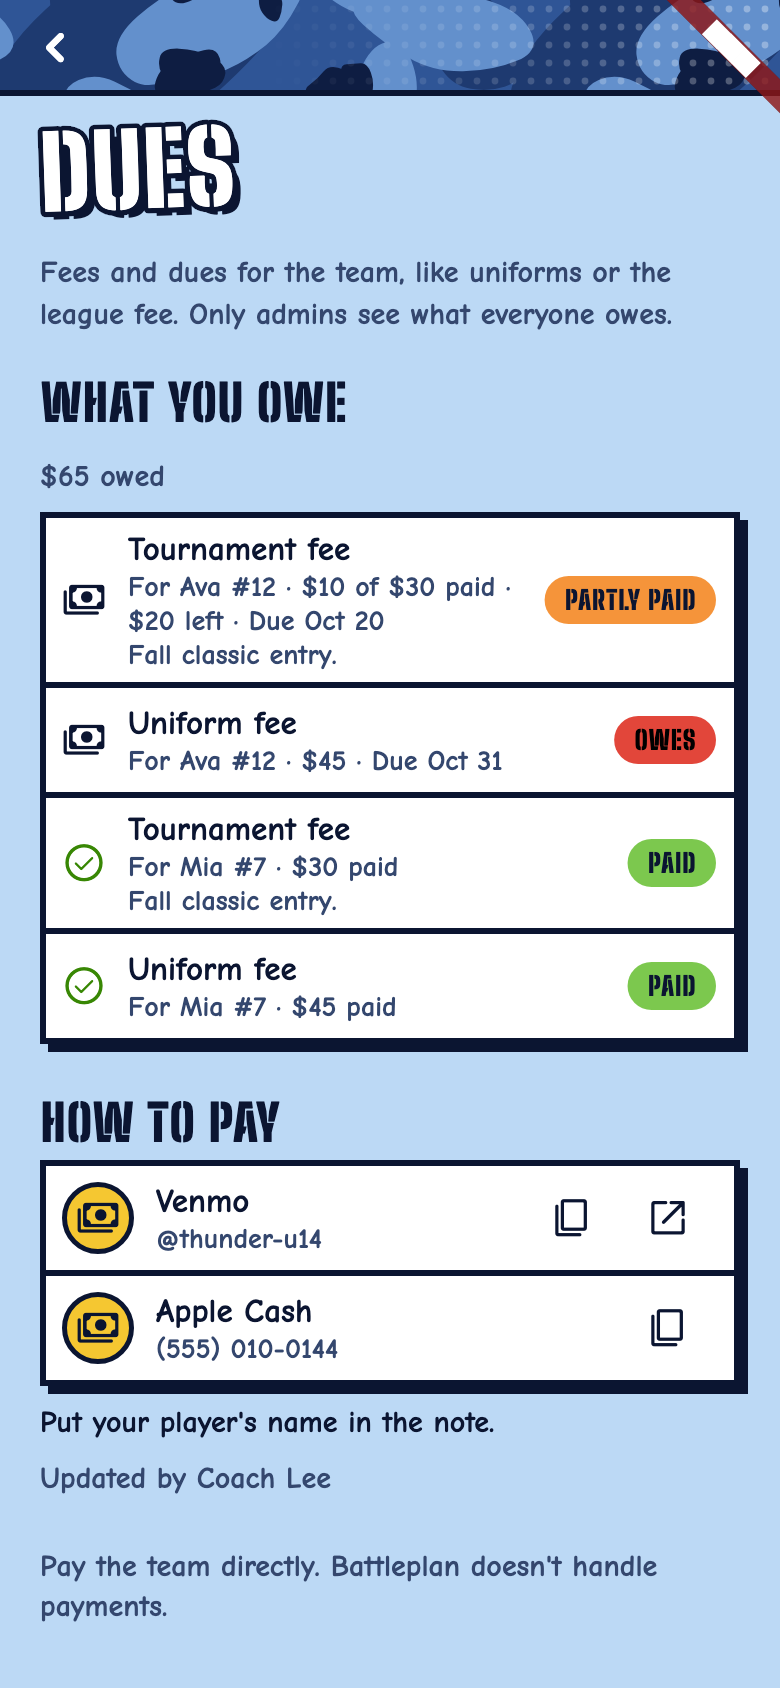 DUES
Fees and dues for the team, like uniforms or the
league fee. Only admins see what everyone owes.
WHAT YOU OWE
$65 owed
Tournament fee
For Ava #12 · $10 of $30 paid ·
$20 left · Due Oct 20
Fall classic entry.
PARTLY PAID
Uniform fee
For Ava #12 · $45 · Due Oct 31
OWES
Tournament fee
For Mia #7 · $30 paid
Fall classic entry.
PAID
Uniform fee
For Mia #7 · $45 paid
PAID
HOW TO PAY
Venmo
@thunder-u14
Apple Cash
(555) 010-0144
Put your player's name in the note.
Updated by Coach Lee
Pay the team directly. Battleplan doesn't handle
payments.